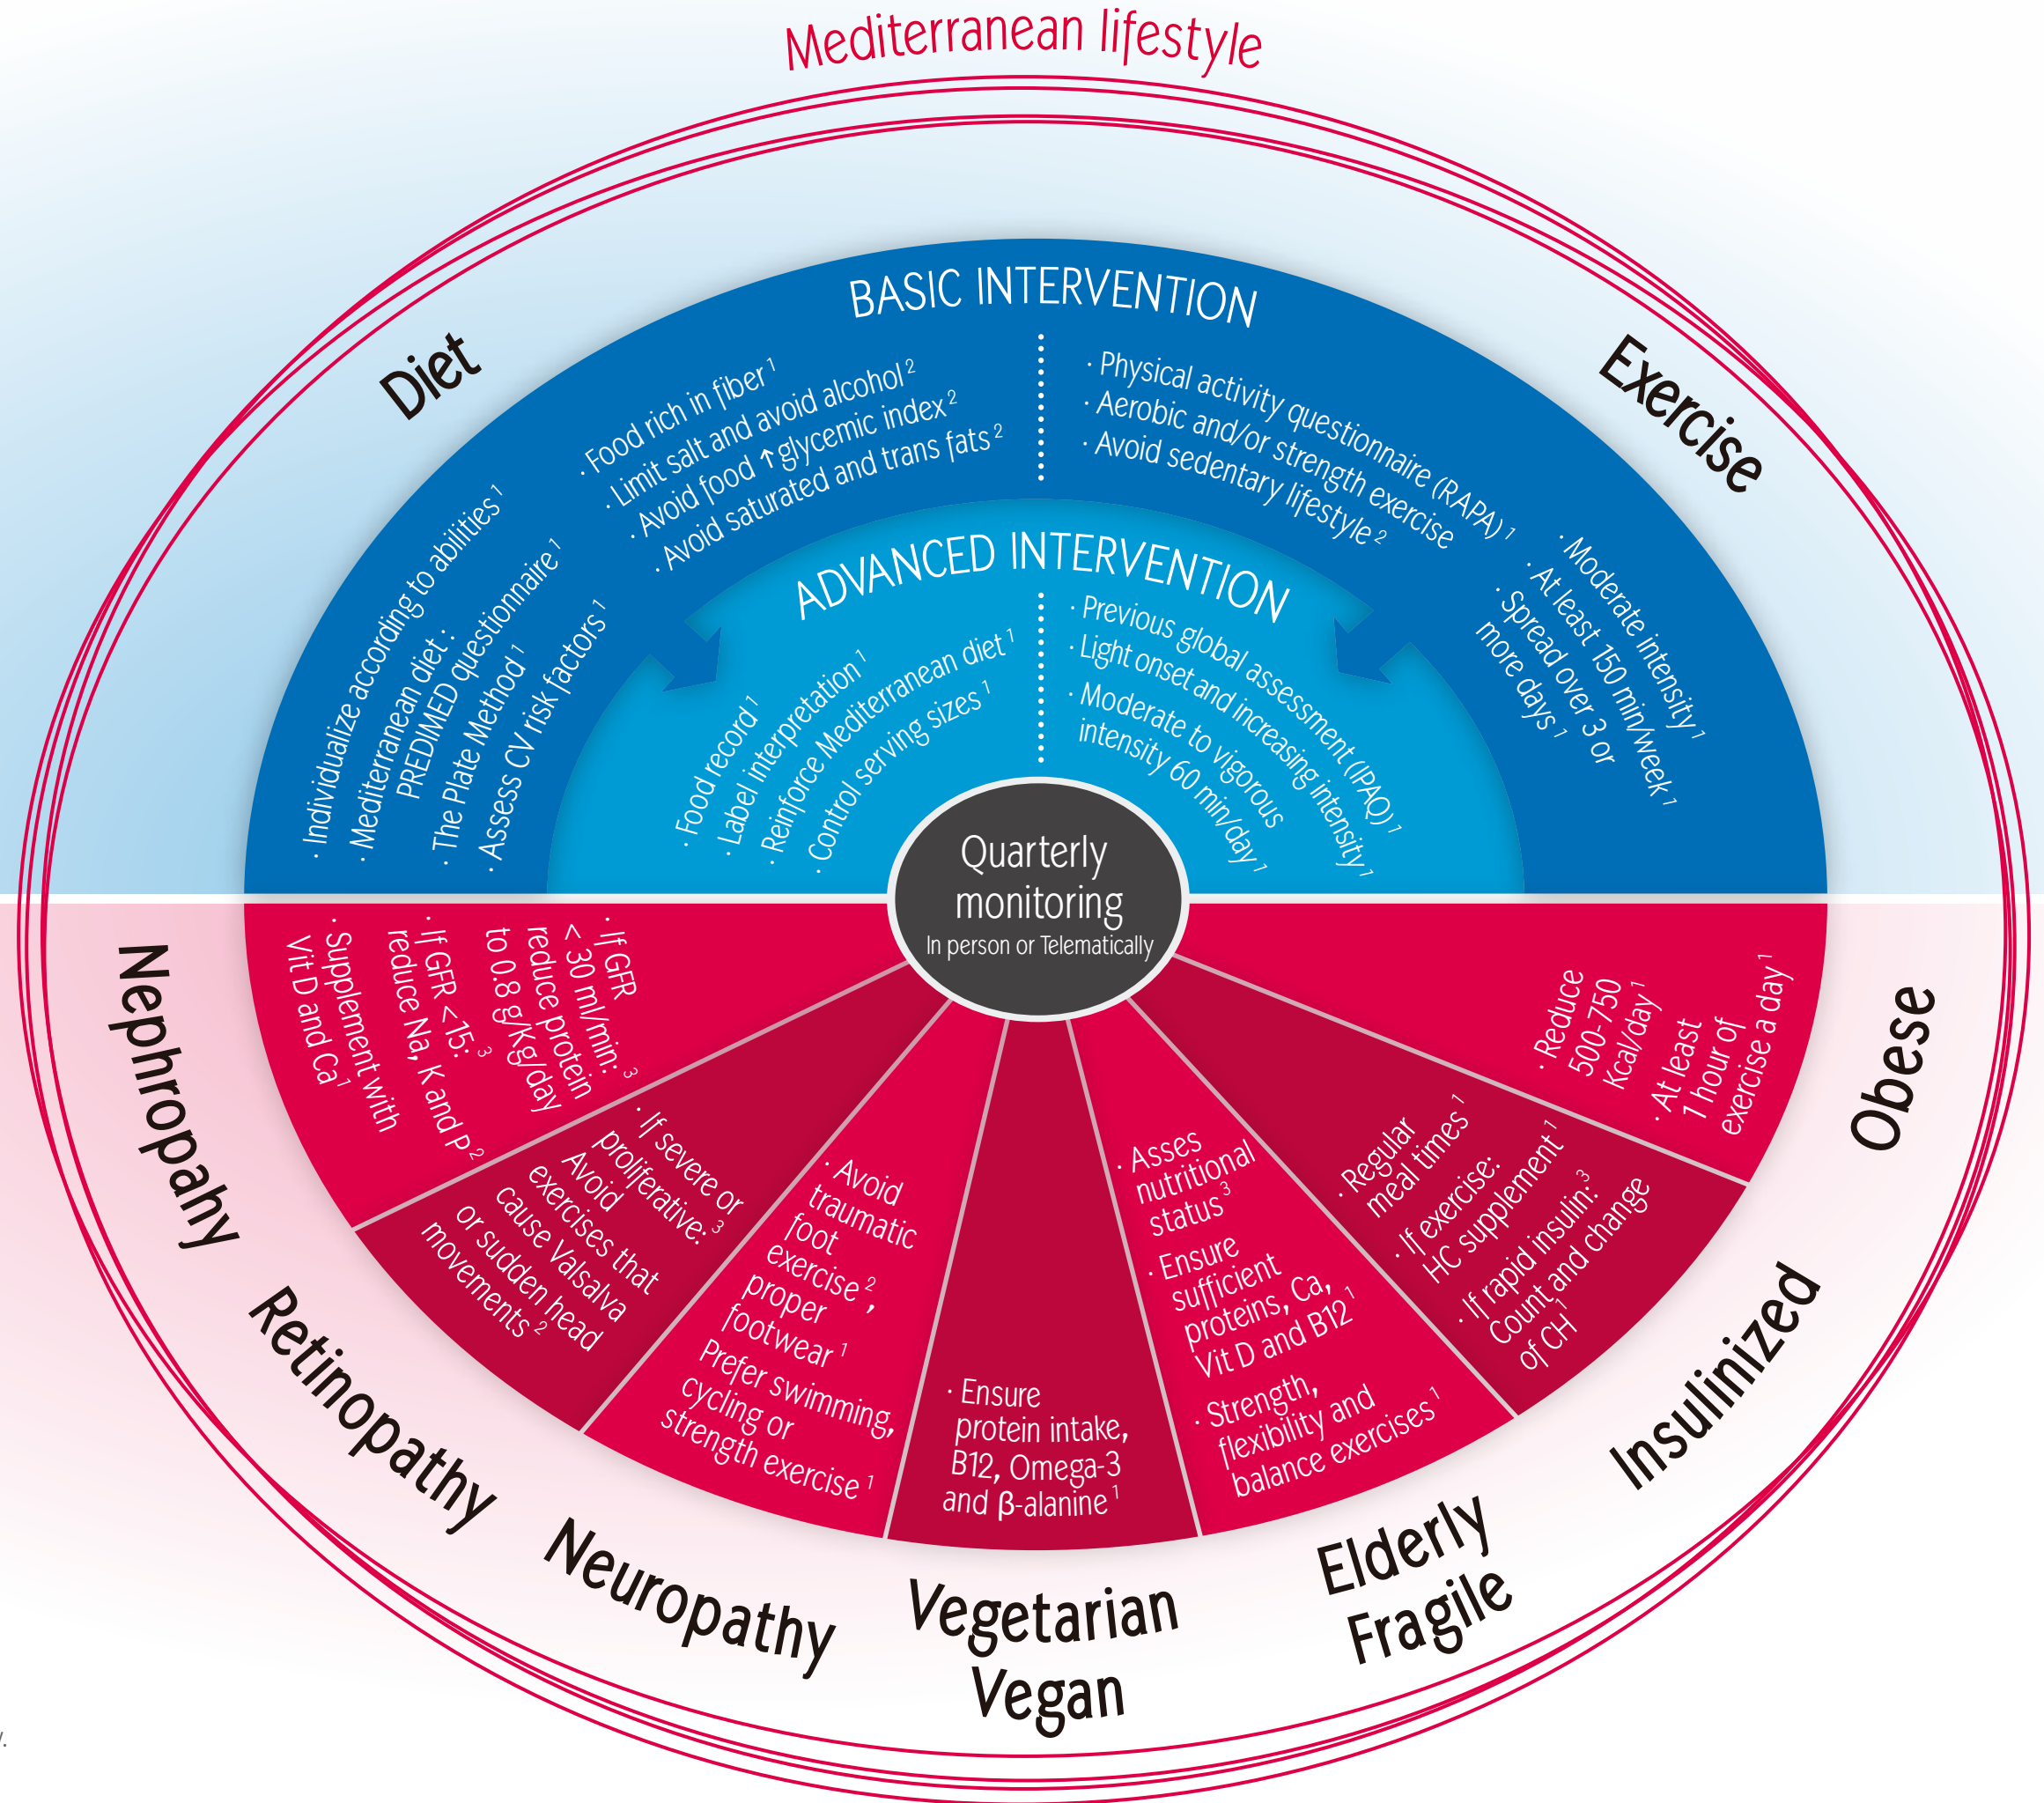 Mediterranean lifestyle
Diet
Exercise
BASIC INTERVENTION
· Individualize according to abilities 1
· Mediterranean diet :
PREDIMED questionnaire 1
· The Plate Method 1
· Assess CV risk factors 1
· Food rich in fiber 1
· Limit salt and avoid alcohol 2
· Avoid food ↑ glycemic index 2
· Avoid saturated and trans fats 2
· Physical activity questionnaire (RAPA) 1
· Aerobic and/or strength exercise
· Avoid sedentary lifestyle 2
· Moderate intensity 1
· At least 150 min/week 1
· Spread over 3 or
more days 1
ADVANCED INTERVENTION
· Food record 1
· Label interpretation 1
· Reinforce Mediterranean diet 1
· Control serving sizes 1
· Previous global assessment (IPAQ) 1
· Light onset and increasing intensity 1
· Moderate to vigorous
intensity 60 min/day 1
Quarterly
monitoring
In person or Telematically
Nephropahy
· If GFR
< 30 ml/min: 3
reduce protein
to 0.8 g/Kg/day
· If GFR <15: 3
reduce Na, K and P 2
· Supplement with
Vit D and Ca 1
Retinopathy
· If severe or
proliferative: 3
Avoid
exercises that
cause Valsalva
or sudden head
movements 2
Neuropathy
· Avoid
traumatic
foot
exercise 2,
proper
footwear 1
Prefer swimming,
cycling or
strength exercise 1
Vegetarian
Vegan
· Ensure
protein intake,
B12, Omega-3
and β-alanine 1
Elderly
Fragile
· Asses
nutritional
status 3
· Ensure
sufficient
proteins, Ca,
Vit D and B12 1
· Strength,
flexibility and
balance exercises 1
Insulinized
· Regular
meal times 1
· If exercise:
HC supplement 1
· If rapid insulin: 3
Count and change
of CH 1
Obese
· Reduce
500-750
Kcal/day 1
· At least
1 hour of
exercise a day 1